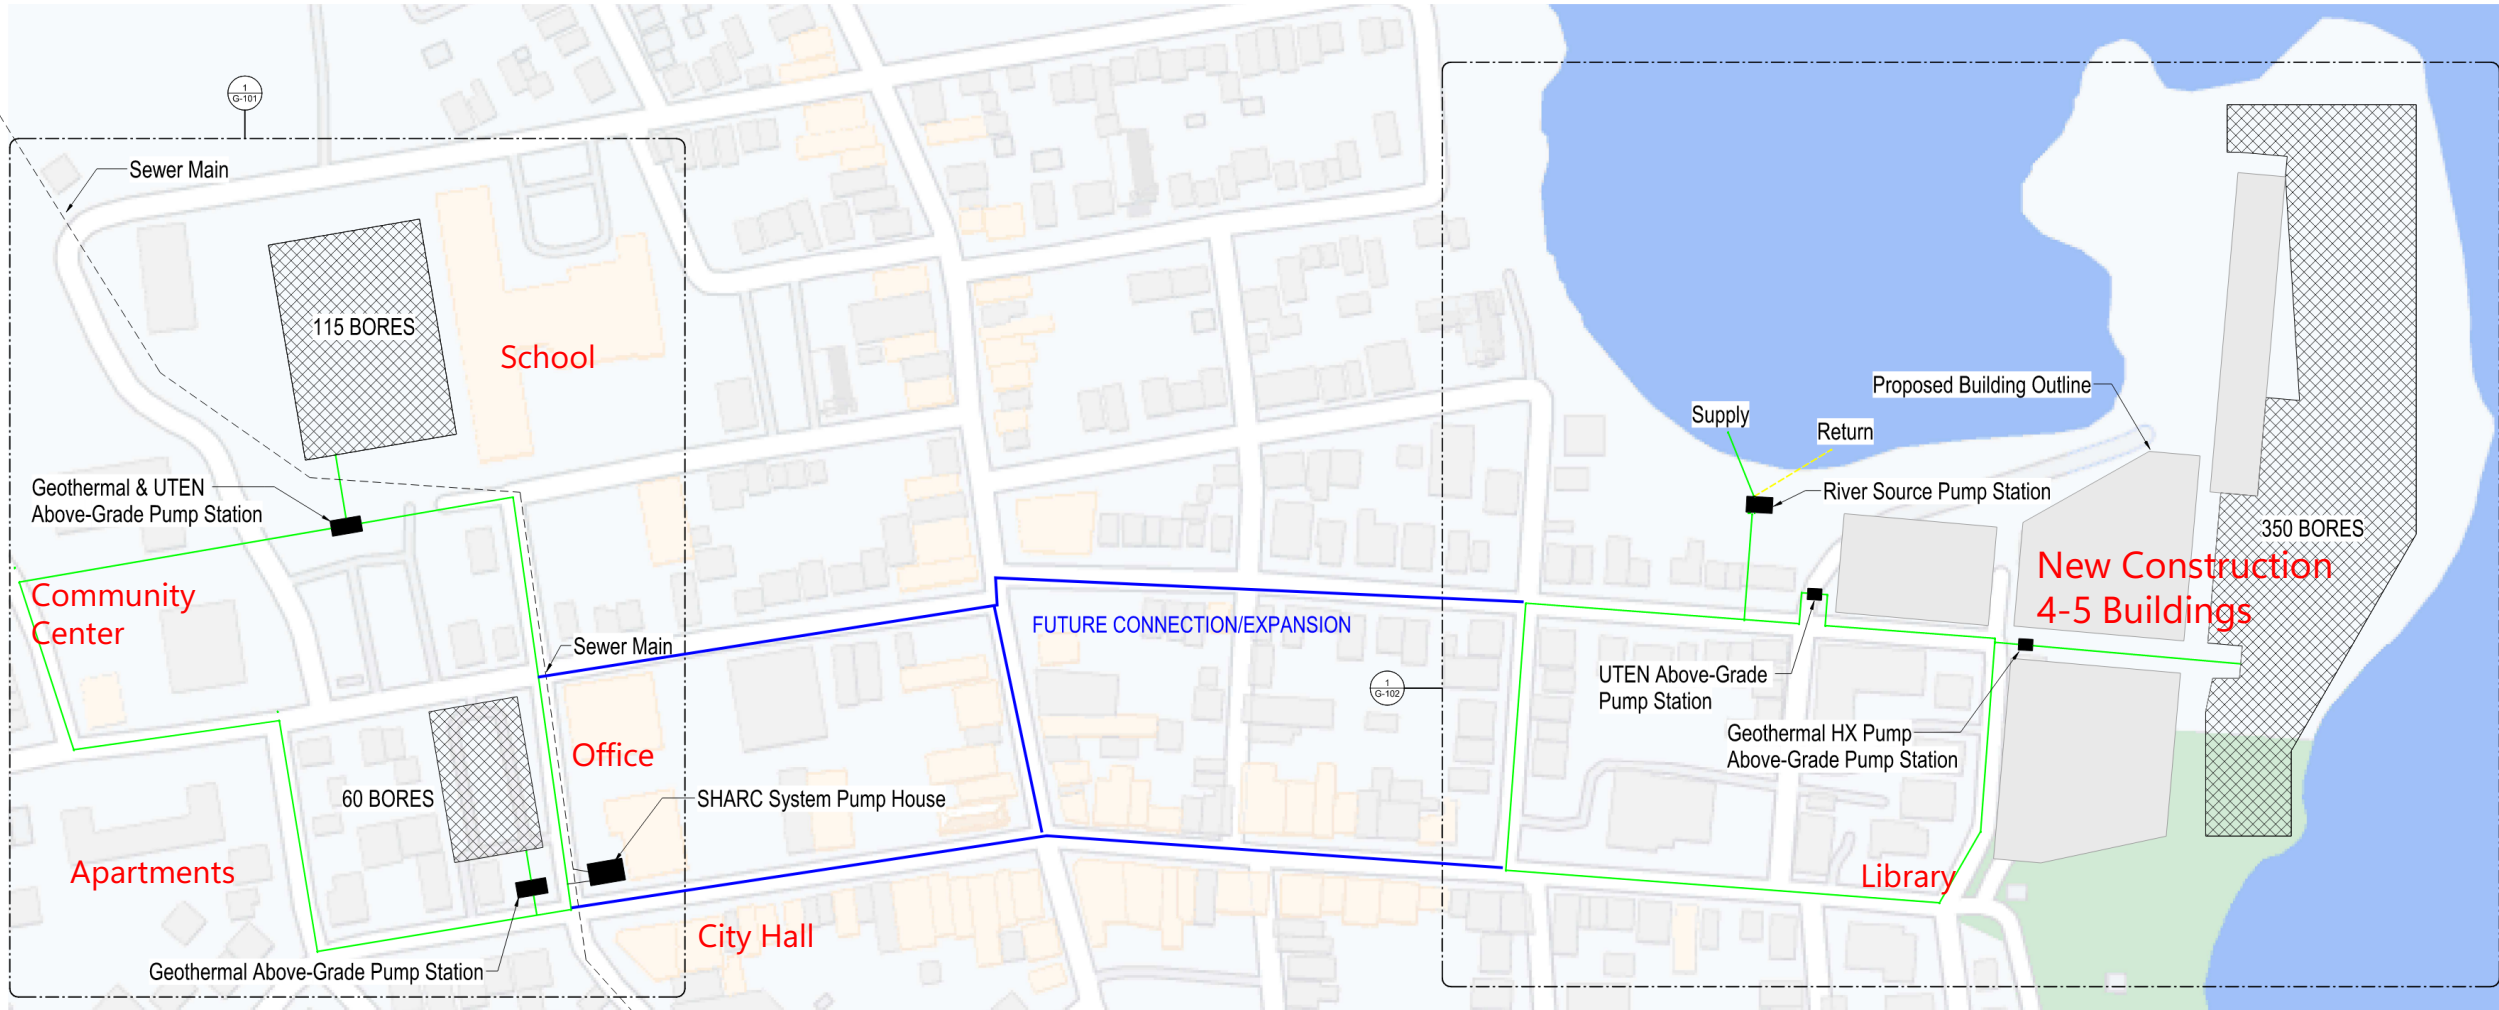 1
G-101
Sewer Main
115 BORES
School
Geothermal & UTEN
Above-Grade Pump Station
Community
Center
Sewer Main
Office
60 BORES
SHARC System Pump House
Apartments
City Hall
Geothermal Above-Grade Pump Station
FUTURE CONNECTION/EXPANSION
1
G-102
Supply
Return
Proposed Building Outline
River Source Pump Station
350 BORES
New Construction
4-5 Buildings
UTEN Above-Grade
Pump Station
Geothermal HX Pump
Above-Grade Pump Station
Library